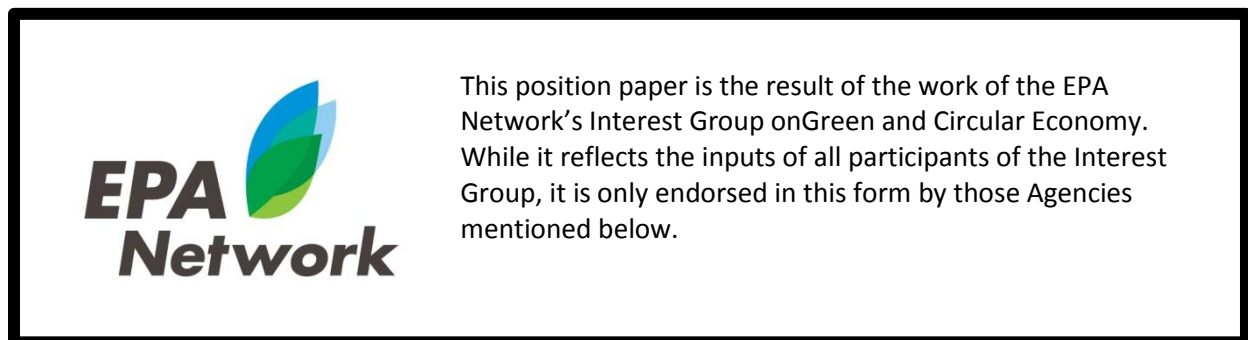 EPA
Network
This position paper is the result of the work of the EPA
Network’s Interest Group onGreen and Circular Economy.
While it reflects the inputs of all participants of the Interest
Group, it is only endorsed in this form by those Agencies
mentioned below.